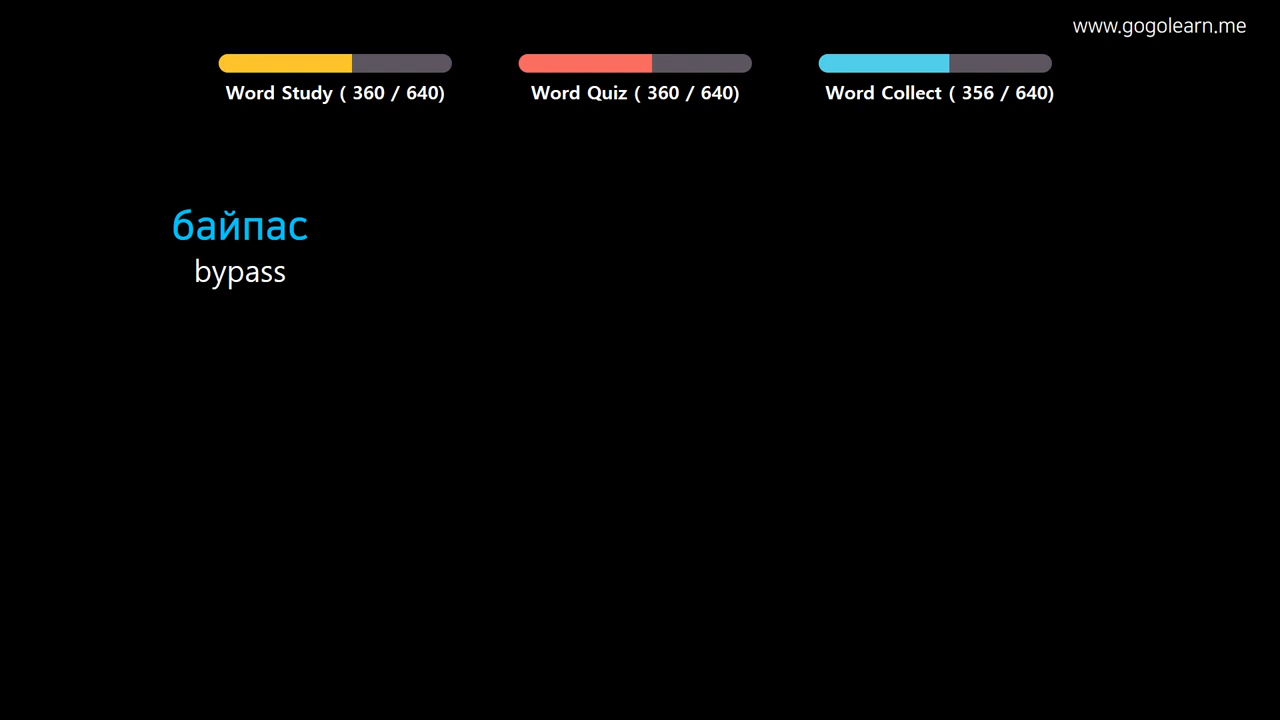 www.gogolearn.me
Word Study ( 360 / 640)
Word Quiz ( 360 / 640)
Word Collect ( 356 / 640)
байпас
bypass